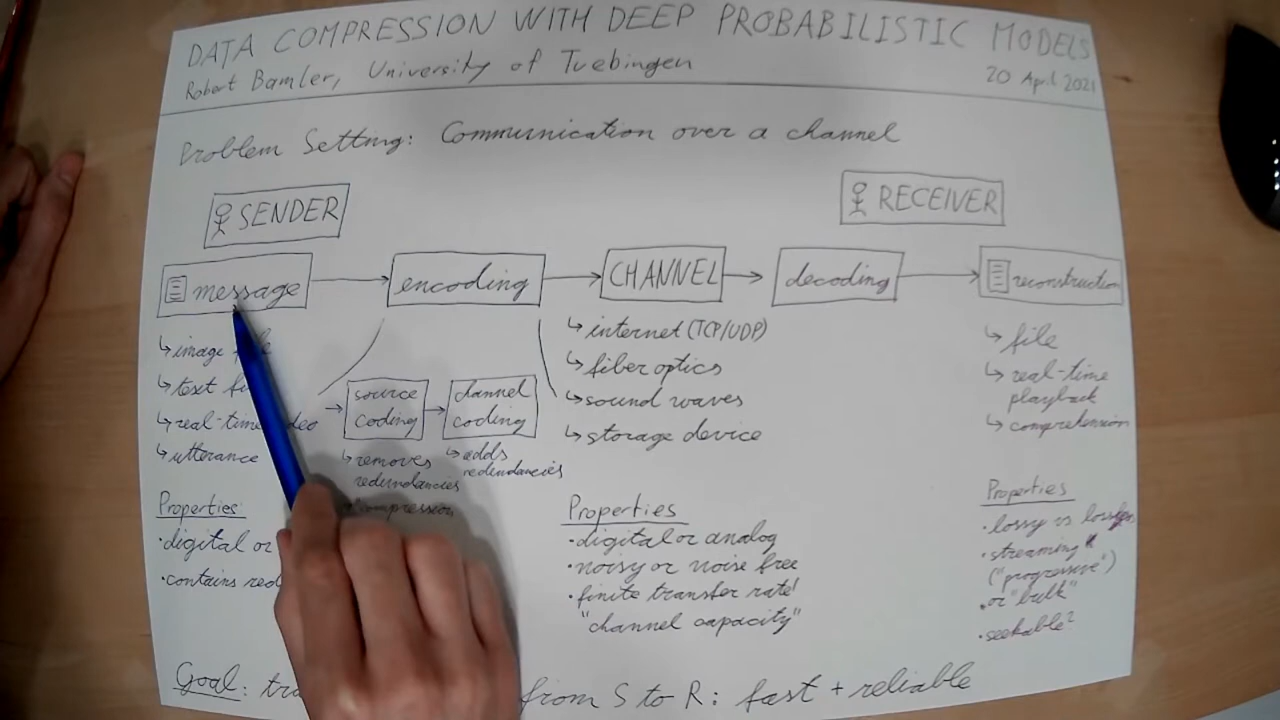 DATA COMPRESSION WITH DEEP PROBABILISTIC MODELS
Robert Bamler, University of Tuebingen
20 April 2021
Problem Setting: Communication over a channel
SENDER
RECEIVER
message
encoding
CHANNEL
decoding
reconstruction
↳ image
↳ text
↳ real-time
↳ utterance
source
coding
↳ removes
redundancies
compression
channel
coding
↳ adds
redundancies
↳ internet (TCP/UDP)
↳ fiber optics
↳ sound waves
↳ storage device
↳ file
↳ real-time
playback
↳ comprehension
Properties
· digital or
· contains
Properties
· digital or analog
· noisy or noise free
· finite transfer rate
"channel capacity"
Properties
· lossy vs lossless
· streaming"
("progressive")
· or "bulk"
· seekable?
Goal: from S to R: fast + reliable